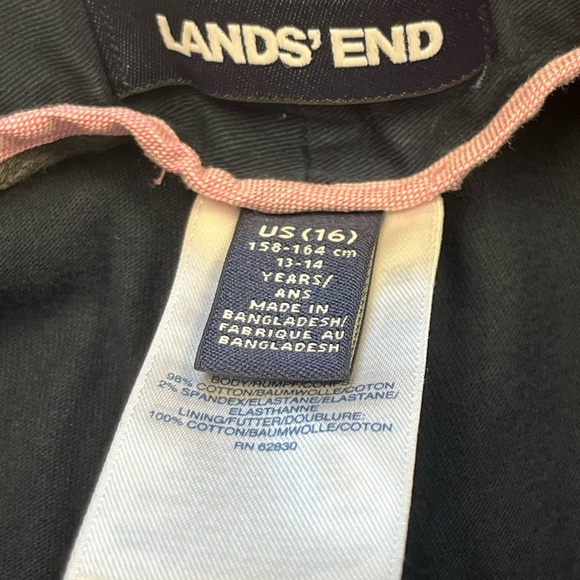 LANDS' END
US (16)
158-164 cm
13-14
YEARS/
ANS
MADE IN
BANGLADESH/
FABRIQUE AU
BANGLADESH
BODY/RUMPF/CORPS
98% COTTON/BAUMWOLLE/COTON
2% SPANDEX/ELASTANE/ELASTANE/
ELASTHANNE
LINING/FUTTER/DOUBLURE:
100% COTTON/BAUMWOLLE/COTON
RN 62830